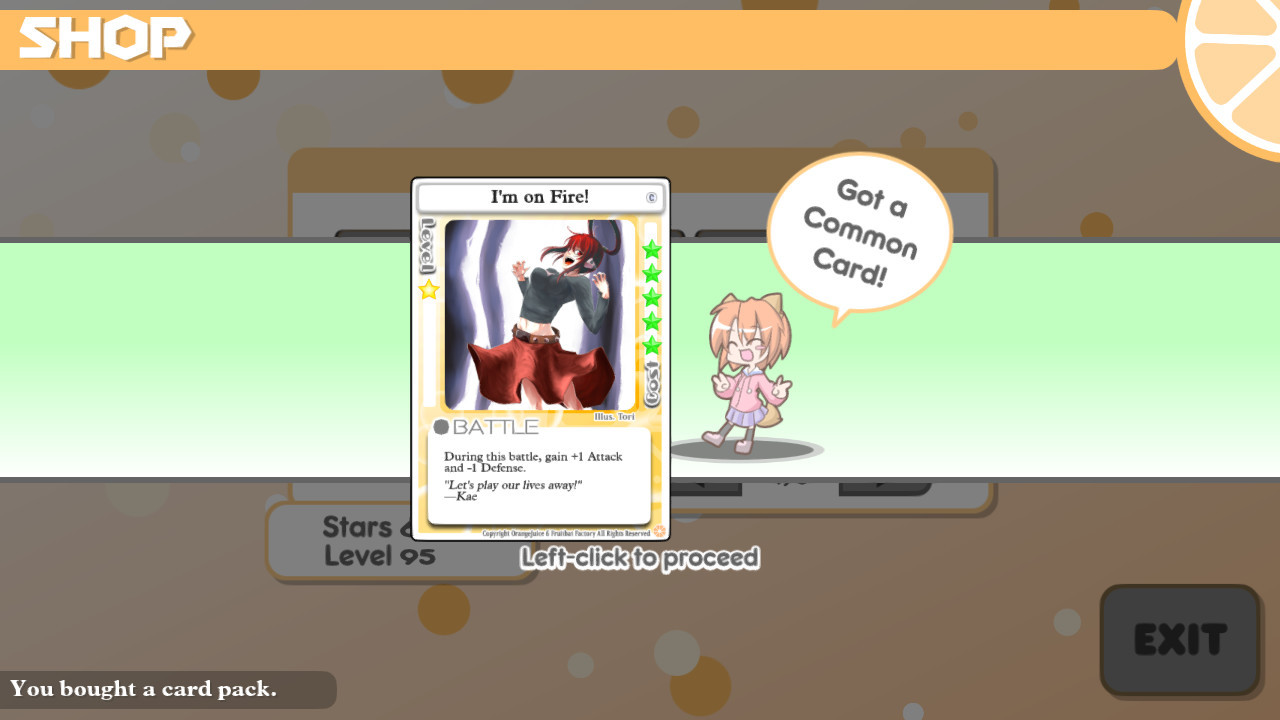 SHOP
I'm on Fire!
C
Level
Cost
Illus. Tori
BATTLE
During this battle, gain +1 Attack
and -1 Defense.
"Let's play our lives away!"
—Kae
Copyright Orangejuice & Fruitbat Factory All Rights Reserved
Got a
Common
Card!
Stars
Level 95
Left-click to proceed
EXIT
You bought a card pack.